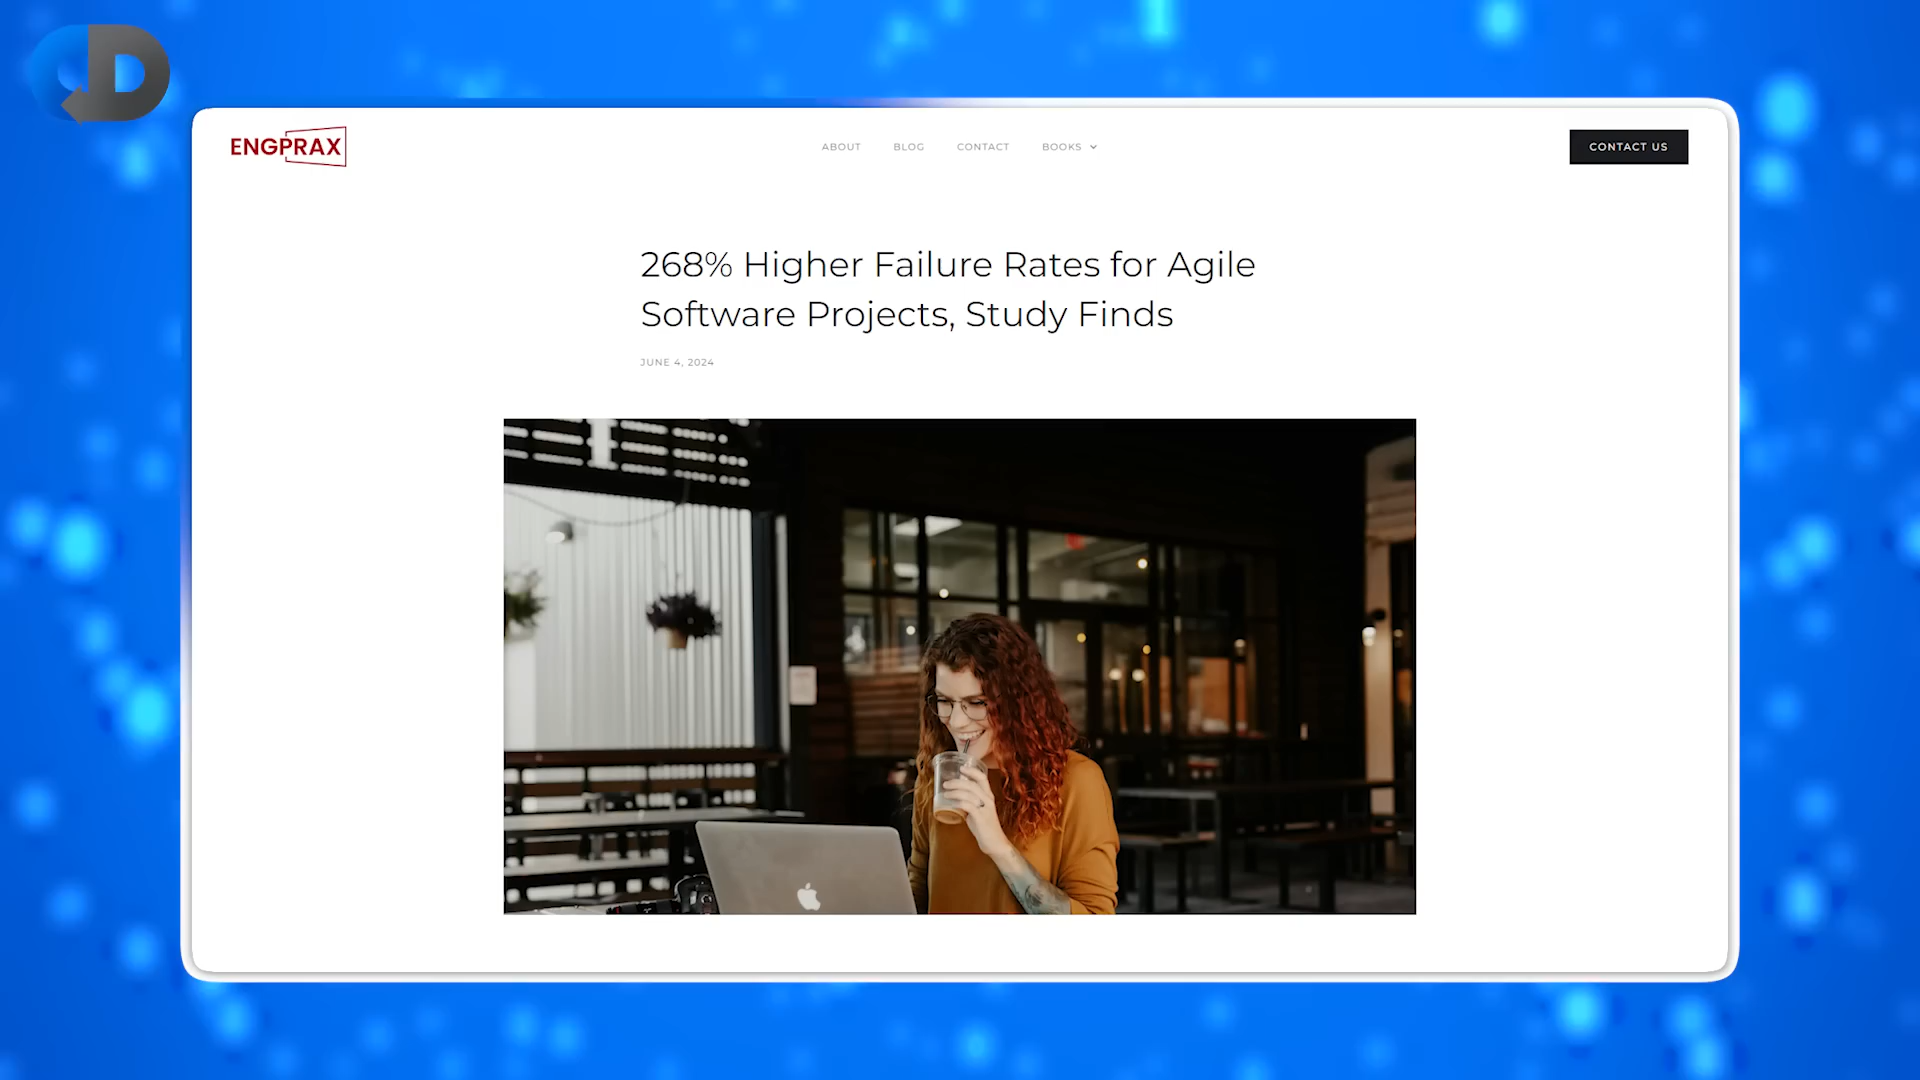 ENGPRAX
ABOUT BLOG CONTACT BOOKS
CONTACT US
268% Higher Failure Rates for Agile
Software Projects, Study Finds
JUNE 4, 2024